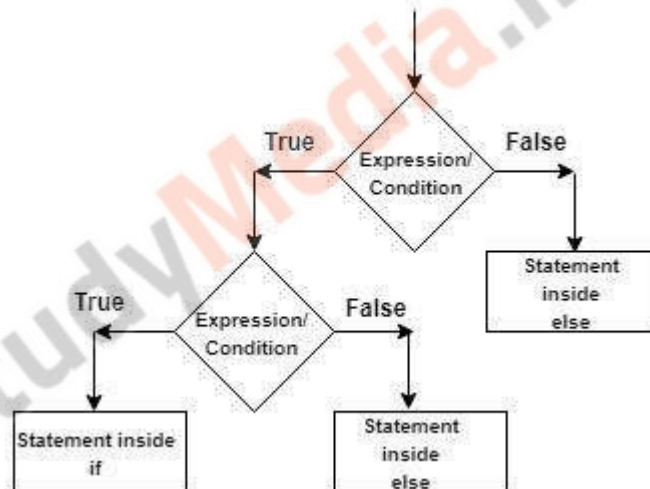 True
False
Expression/
Condition
Statement
inside
else
True
False
Expression/
Condition
Statement inside
if
Statement
inside
else